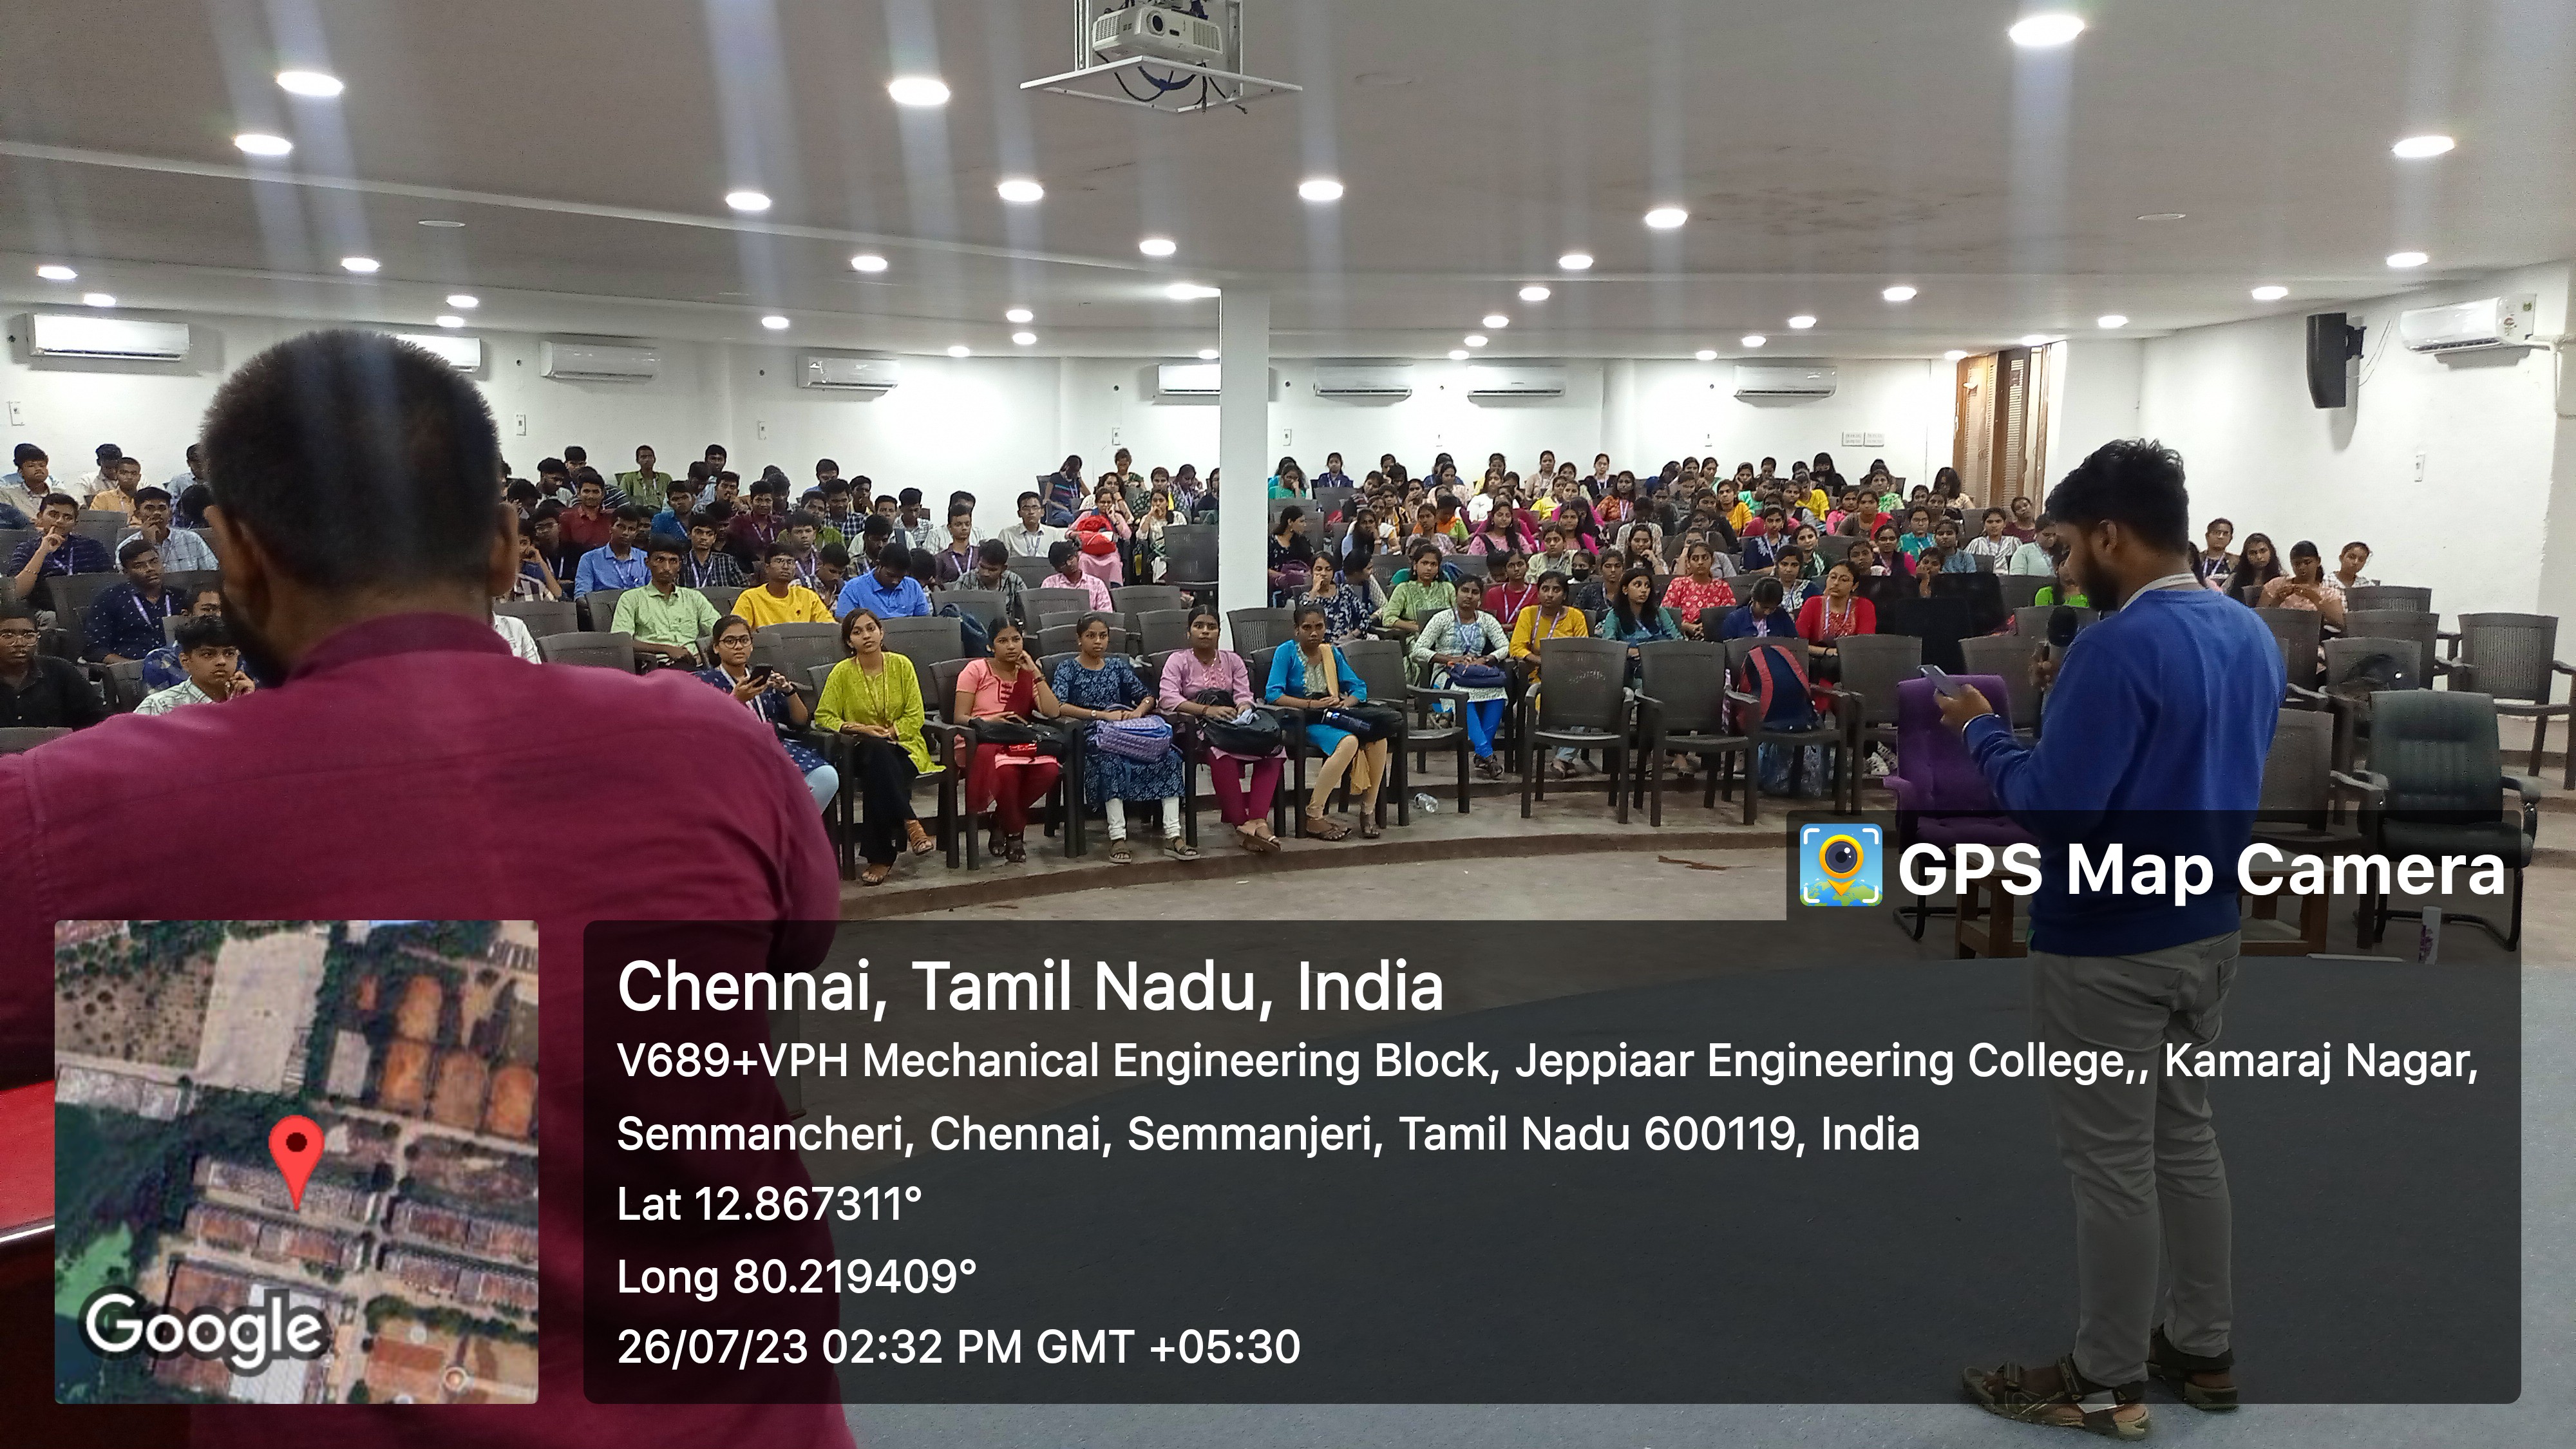 GPS Map Camera
Chennai, Tamil Nadu, India
V689+VPH Mechanical Engineering Block, Jeppiaar Engineering College,, Kamaraj Nagar,
Semmancheri, Chennai, Semmanjeri, Tamil Nadu 600119, India
Lat 12.867311°
Long 80.219409°
26/07/23 02:32 PM GMT +05:30
Google